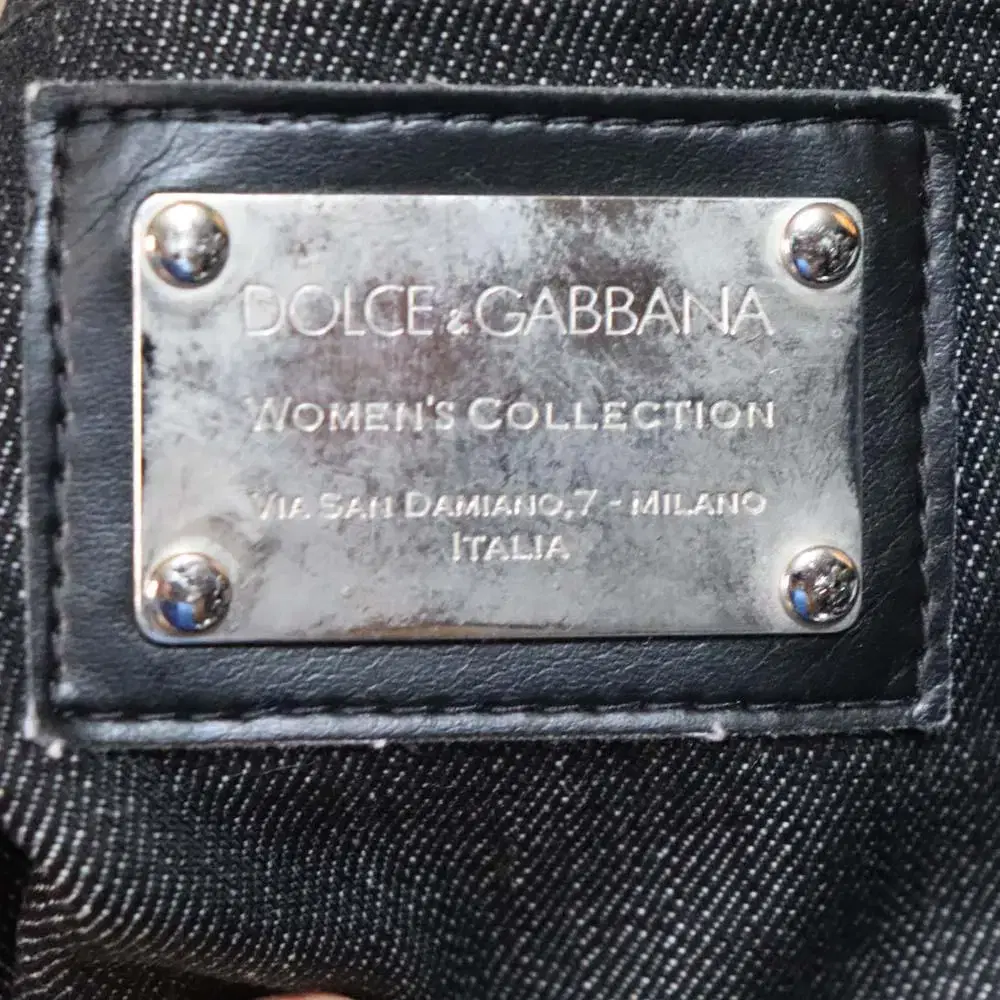 DOLCE & GABBANA
WOMEN'S COLLECTION
VIA SAN DAMIANO,7 - MILANO
ITALIA